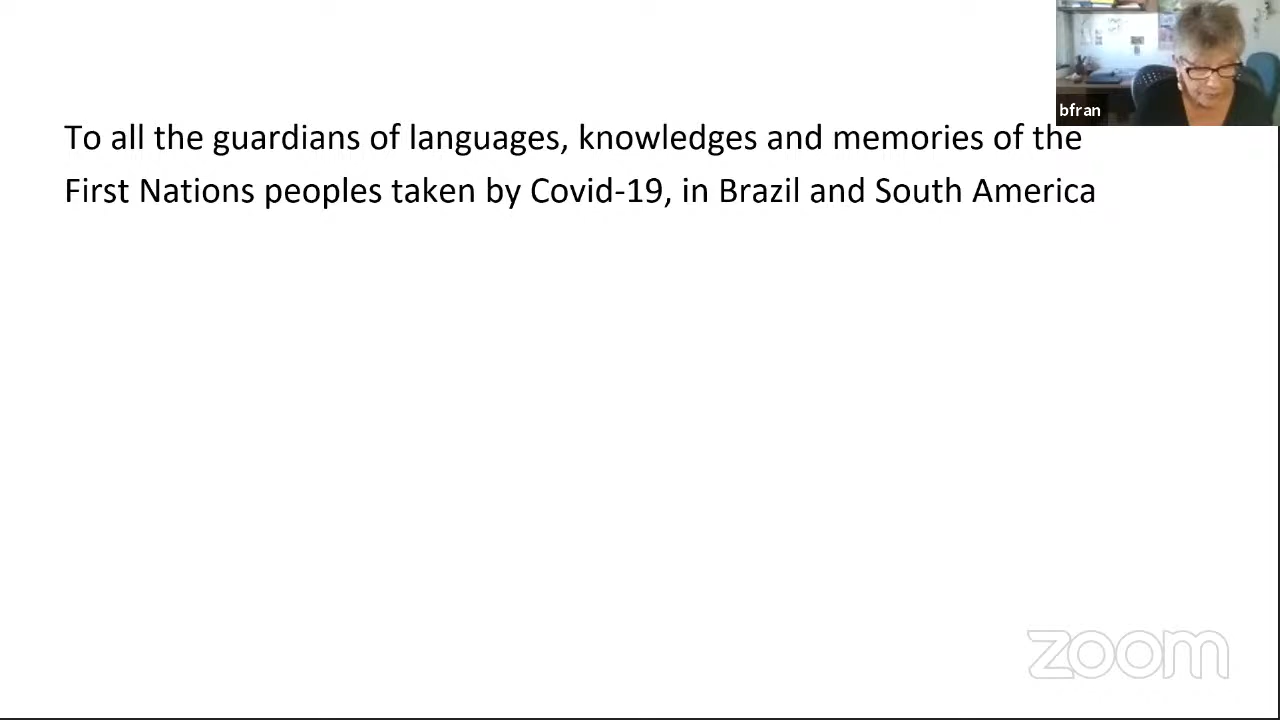 To all the guardians of languages, knowledges and memories of the
First Nations peoples taken by Covid-19, in Brazil and South America
bfran
zoom